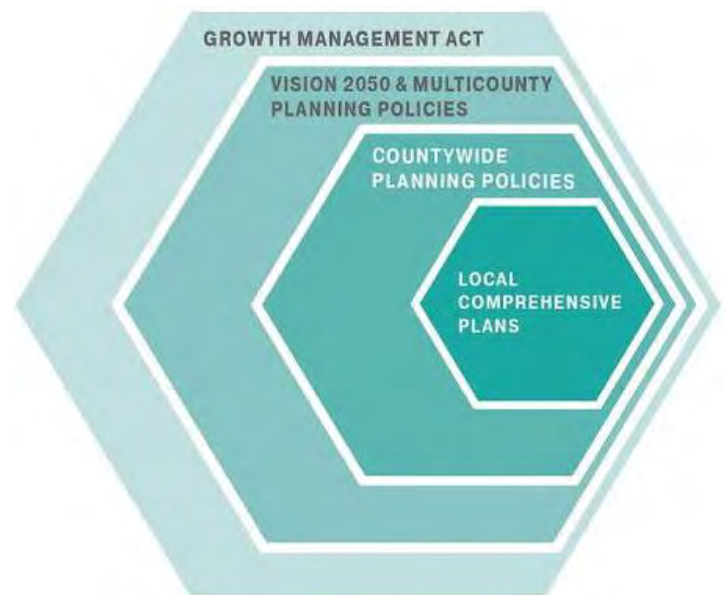 GROWTH MANAGEMENT ACT
VISION 2050 & MULTICOUNTY
PLANNING POLICIES
COUNTYWIDE
PLANNING POLICIES
LOCAL
COMPREHENSIVE
PLANS